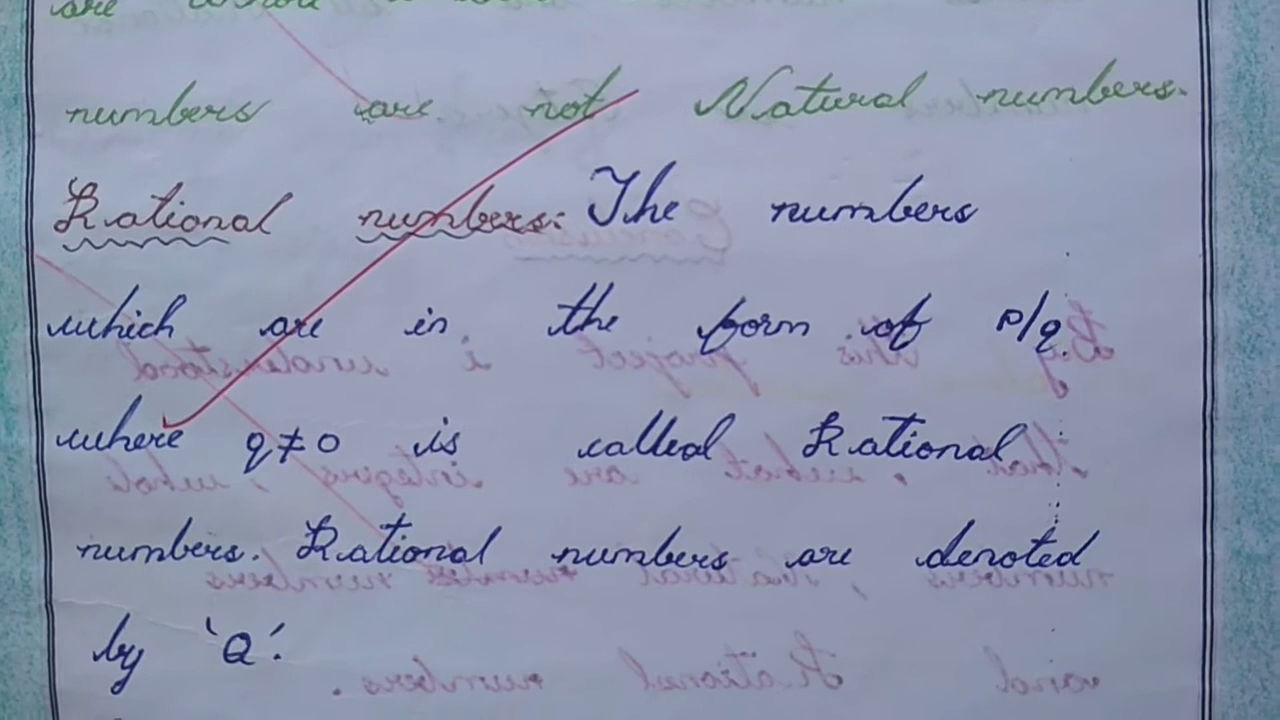 are
numbers are not Natural numbers.
Rational numbers: The numbers
which are in the form of p/q
where q≠0 is called Rational
numbers. Rational numbers are denoted
by 'Q'.